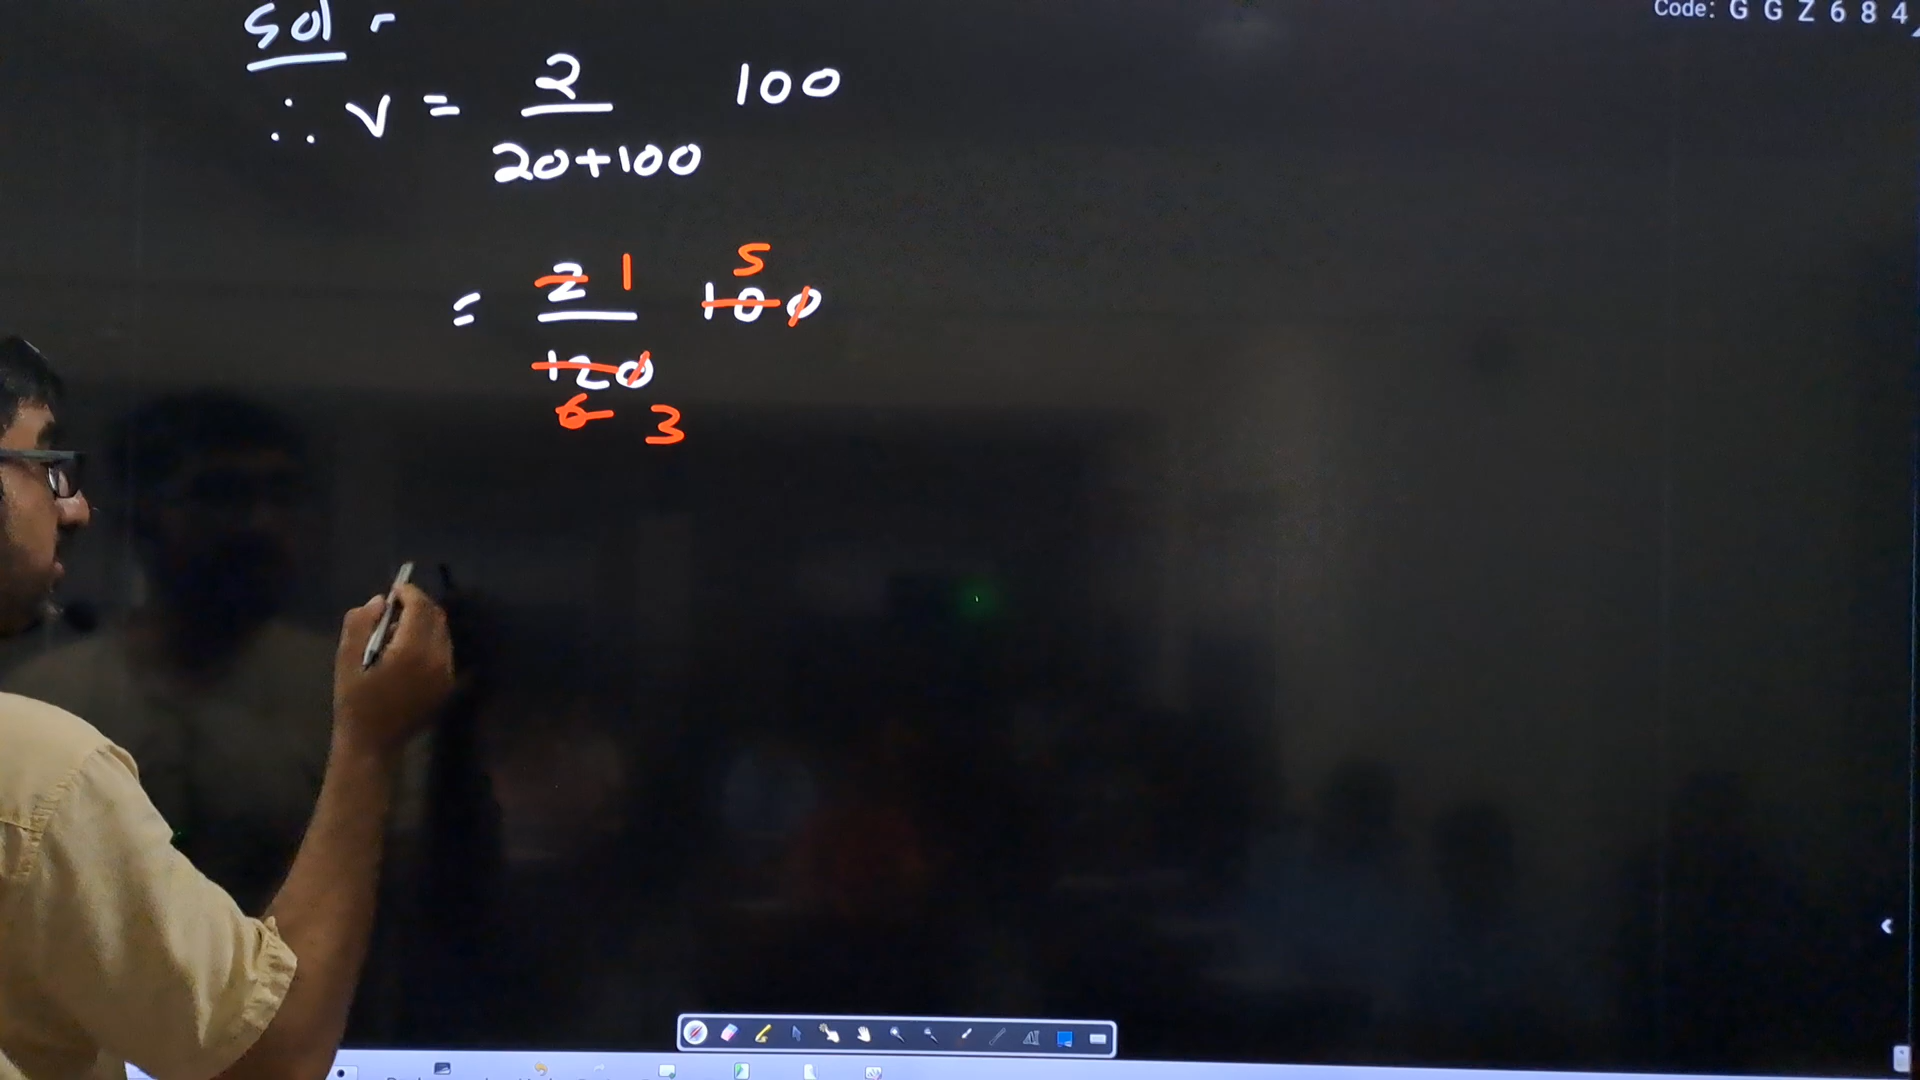 Code: G G Z 6 8 4
Sol -
∴ V = 2 / 20+100 100
5
= 2 1 / 120 100
6 3